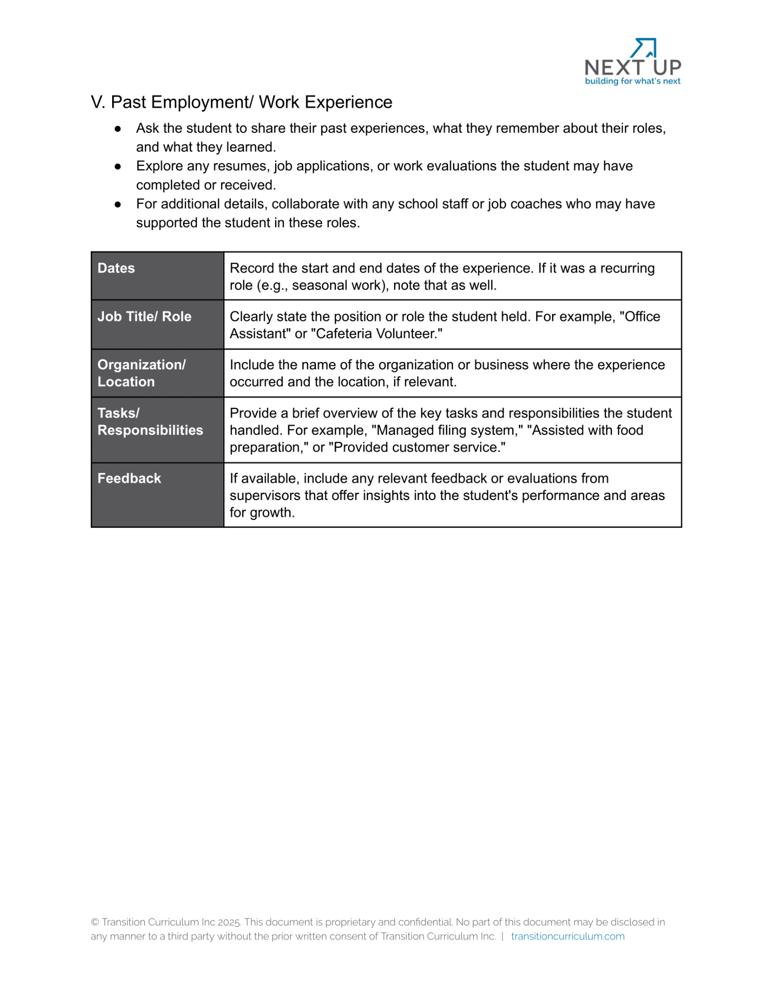 NEXT UP
building for what's next
V. Past Employment/ Work Experience
● Ask the student to share their past experiences, what they remember about their roles,
and what they learned.
● Explore any resumes, job applications, or work evaluations the student may have
completed or received.
● For additional details, collaborate with any school staff or job coaches who may have
supported the student in these roles.
Dates
Record the start and end dates of the experience. If it was a recurring
role (e.g., seasonal work), note that as well.
Job Title/ Role
Clearly state the position or role the student held. For example, "Office
Assistant" or "Cafeteria Volunteer."
Organization/
Location
Include the name of the organization or business where the experience
occurred and the location, if relevant.
Tasks/
Responsibilities
Provide a brief overview of the key tasks and responsibilities the student
handled. For example, "Managed filing system," "Assisted with food
preparation," or "Provided customer service."
Feedback
If available, include any relevant feedback or evaluations from
supervisors that offer insights into the student's performance and areas
for growth.
© Transition Curriculum Inc 2025. This document is proprietary and confidential. No part of this document may be disclosed in
any manner to a third party without the prior written consent of Transition Curriculum Inc. | transitioncurriculum.com